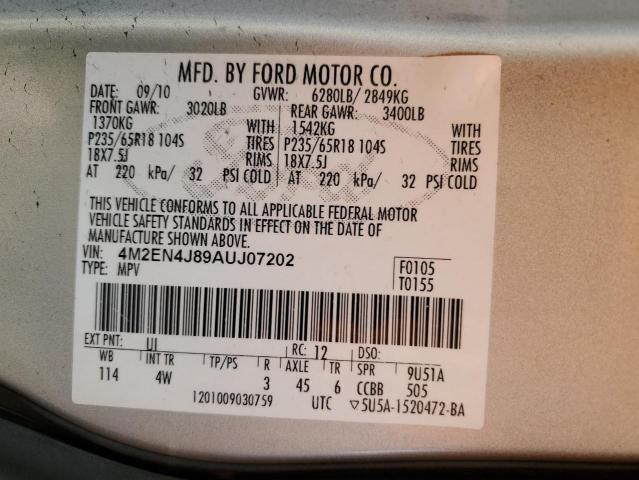 MFD. BY FORD MOTOR CO.
DATE: 09/10 GVWR: 6280LB/ 2849KG
FRONT GAWR: 3020LB REAR GAWR: 3400LB
1370KG WITH 1542KG WITH
P235/65R18 104S TIRES P235/65R18 104S TIRES
18X7.5J RIMS 18X7.5J RIMS
AT 220 kPa/ 32 PSI COLD AT 220 kPa/ 32 PSI COLD
THIS VEHICLE CONFORMS TO ALL APPLICABLE FEDERAL MOTOR
VEHICLE SAFETY STANDARDS IN EFFECT ON THE DATE OF
MANUFACTURE SHOWN ABOVE.
VIN: 4M2EN4J89AUJ07202 F0105
TYPE: MPV T0155
EXT PNT: UI RC: 12 DSO:
WB INT TR TP/PS R AXLE TR SPR 9U51A
114 4W 3 45 6 CCBB 505
1201009030759 UTC ▽5U5A-1520472-BA